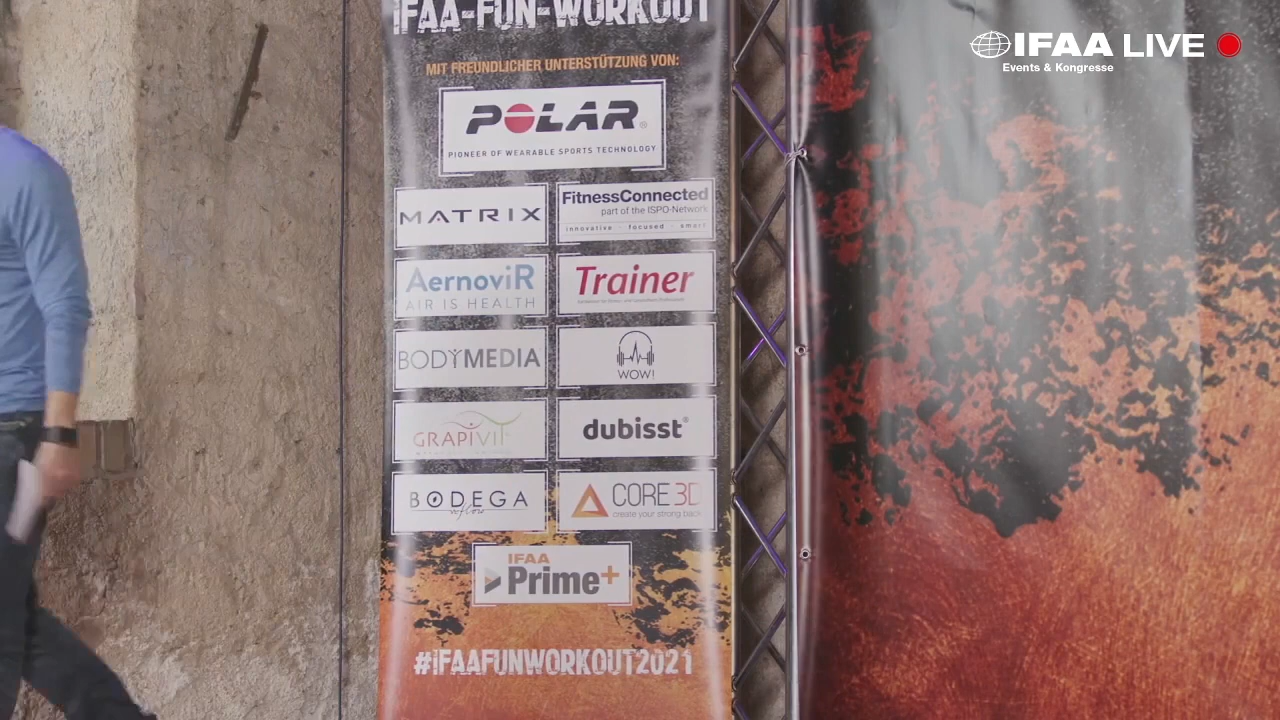 IFAA-FUN-WORKOUT
IFAA LIVE
Events & Kongresse
MIT FREUNDLICHER UNTERSTÜTZUNG VON:
POLAR®
PIONEER OF WEARABLE SPORTS TECHNOLOGY
MATRIX
FitnessConnected
part of the ISPO-Network
innovative · focused · smart
AernoviR
AIR IS HEALTH
Trainer
BODYMEDIA
WOW!
GRAPIVIT
dubisst®
BODEGA
CORE 3D
create your strong back
IFAA
Prime+
#IFAAFUNWORKOUT2021